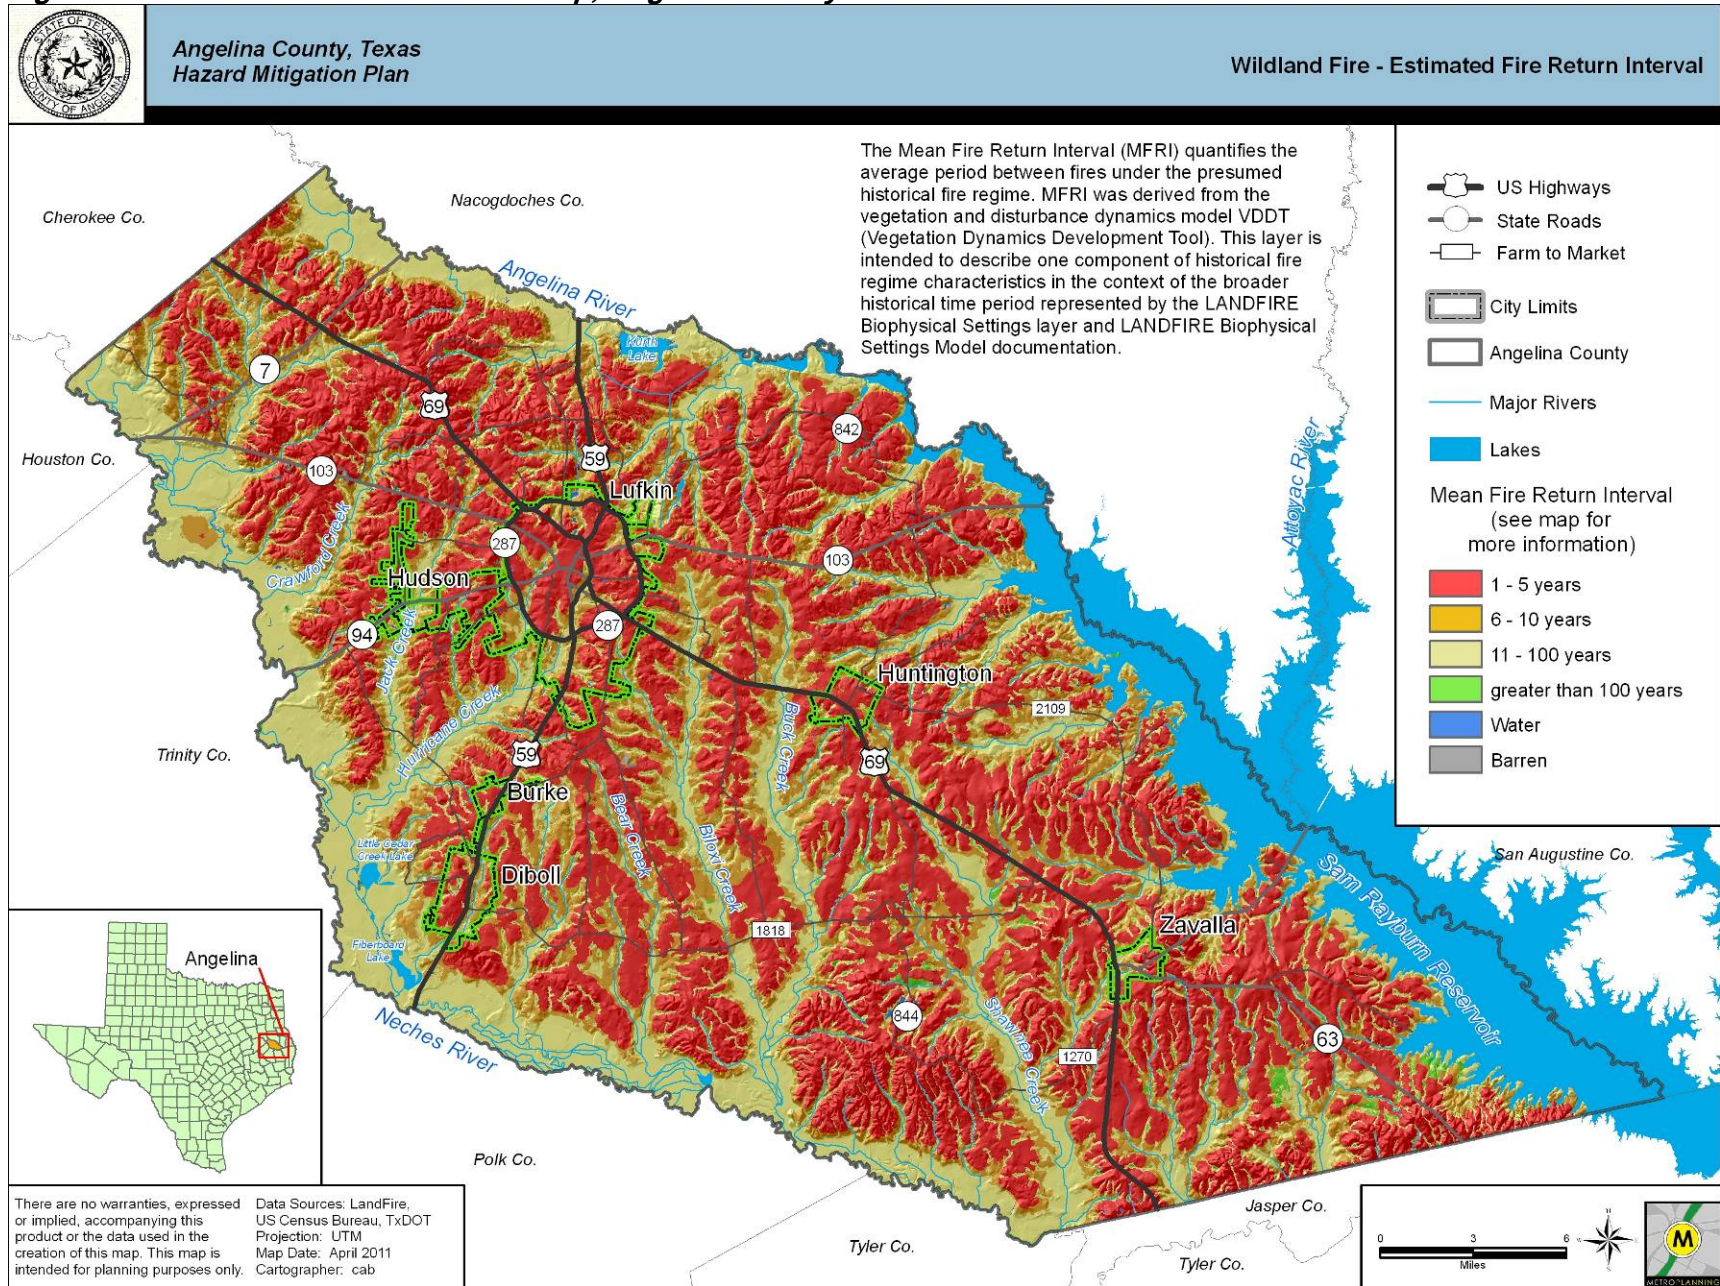 STATE OF TEXAS
COUNTY OF ANGELINA
Angelina County, Texas
Hazard Mitigation Plan
Wildland Fire - Estimated Fire Return Interval
The Mean Fire Return Interval (MFRI) quantifies the
average period between fires under the presumed
historical fire regime. MFRI was derived from the
vegetation and disturbance dynamics model VDDT
(Vegetation Dynamics Development Tool). This layer is
intended to describe one component of historical fire
regime characteristics in the context of the broader
historical time period represented by the LANDFIRE
Biophysical Settings layer and LANDFIRE Biophysical
Settings Model documentation.
US Highways
State Roads
Farm to Market
City Limits
Angelina County
Major Rivers
Lakes
Mean Fire Return Interval
(see map for
more information)
1 - 5 years
6 - 10 years
11 - 100 years
greater than 100 years
Water
Barren
Cherokee Co.
Nacogdoches Co.
Angelina River
Kurth
Lake
7
69
842
Houston Co.
59
103
Lufkin
Attoyac River
Crawford Creek
287
103
Hudson
94
287
Jack Creek
Huntington
Buck Creek
2109
Hurricane Creek
Trinity Co.
59
69
Burke
Bear Creek
Biloxi Creek
Little Cedar
Creek Lake
San Augustine Co.
Diboll
Sam Rayburn Reservoir
1818
Zavalla
Fiberboard
Lake
Angelina
844
Shawnee Creek
Neches River
63
1270
Polk Co.
Jasper Co.
Tyler Co.
Tyler Co.
There are no warranties, expressed
or implied, accompanying this
product or the data used in the
creation of this map. This map is
intended for planning purposes only.
Data Sources: LandFire,
US Census Bureau, TxDOT
Projection: UTM
Map Date: April 2011
Cartographer: cab
0 3 6
Miles
M
METROPLANNING